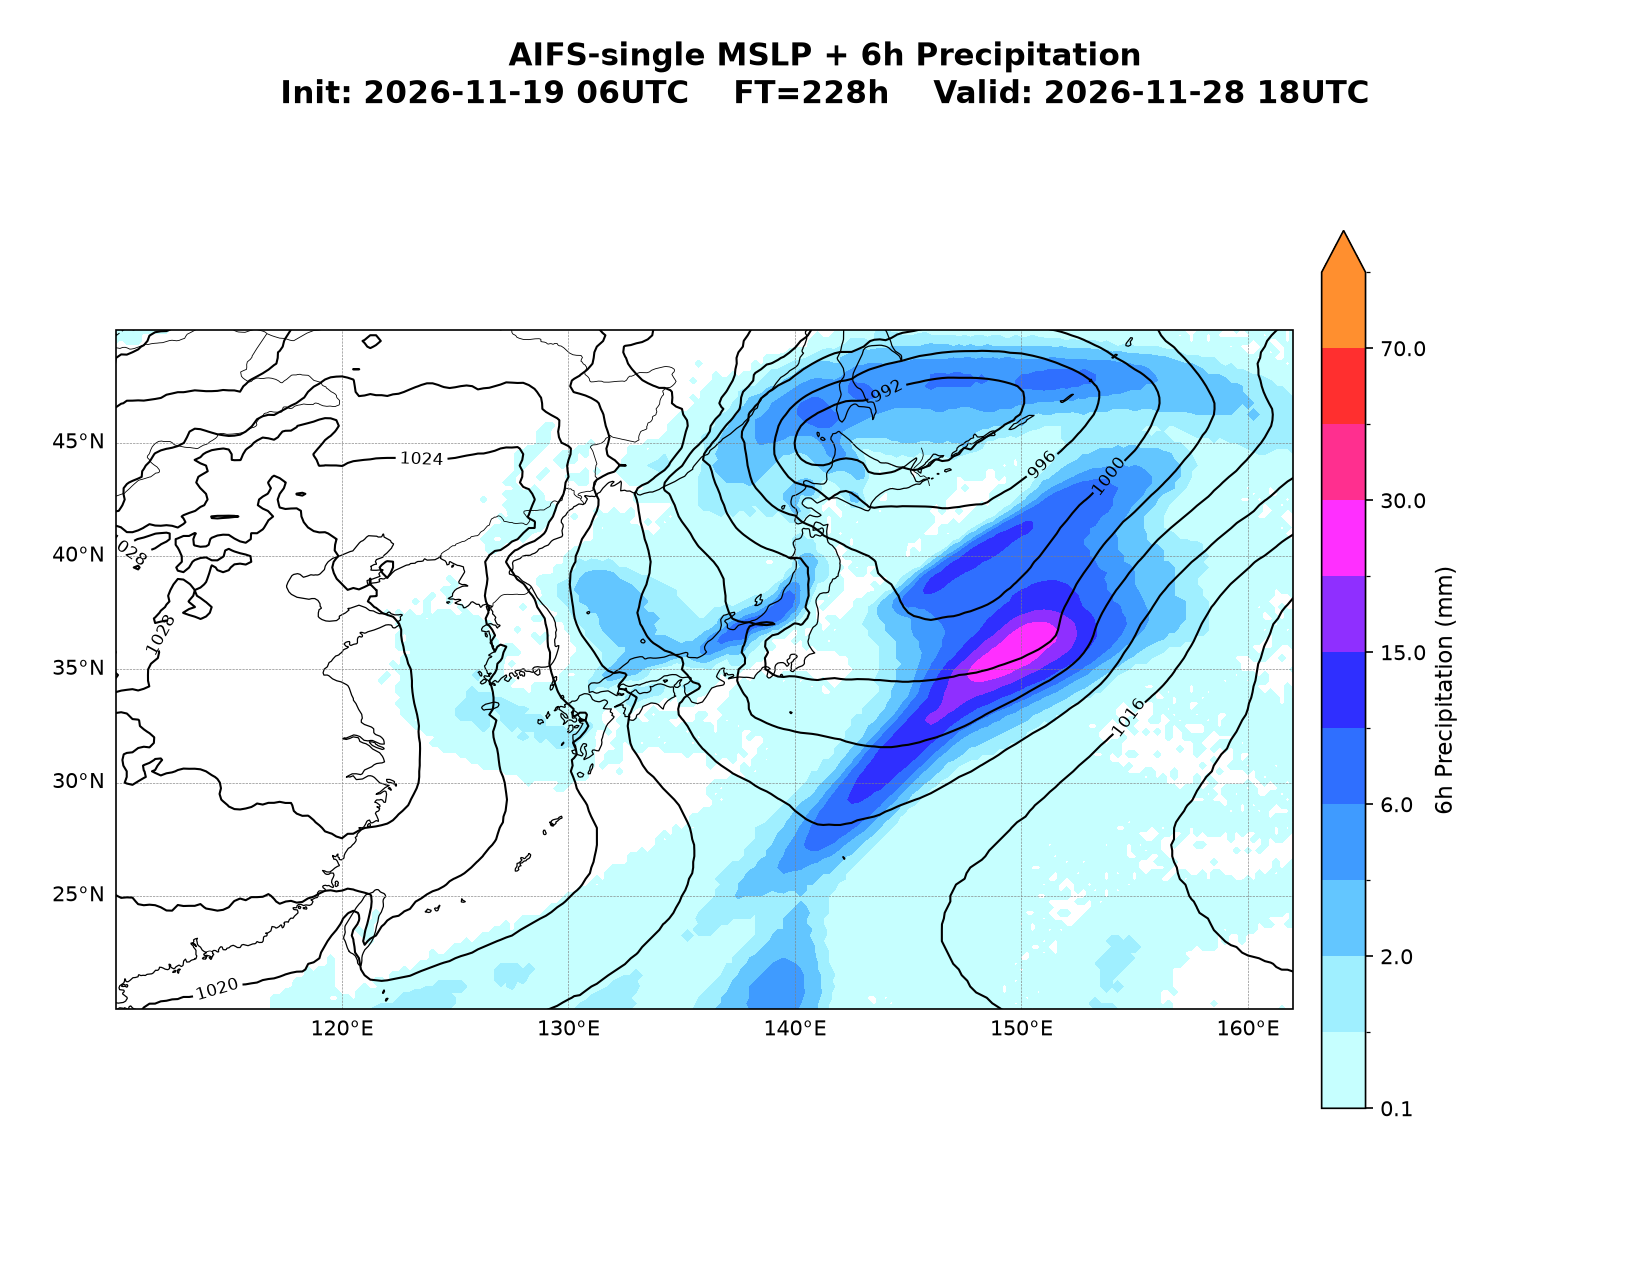 AIFS-single MSLP + 6h Precipitation
Init: 2026-11-19 06UTC    FT=228h    Valid: 2026-11-28 18UTC
70.0
30.0
15.0
6.0
2.0
0.1
6h Precipitation (mm)
45°N
40°N
35°N
30°N
25°N
120°E
130°E
140°E
150°E
160°E
992
996
1000
1016
1024
028
1028
1020